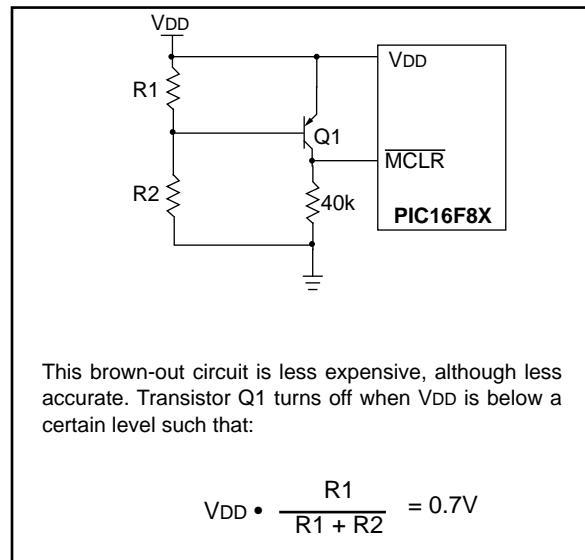 VDD
VDD
R1
Q1
MCLR
R2
40k
PIC16F8X
This brown-out circuit is less expensive, although less
accurate. Transistor Q1 turns off when VDD is below a
certain level such that:
VDD • R1 / R1 + R2 = 0.7V